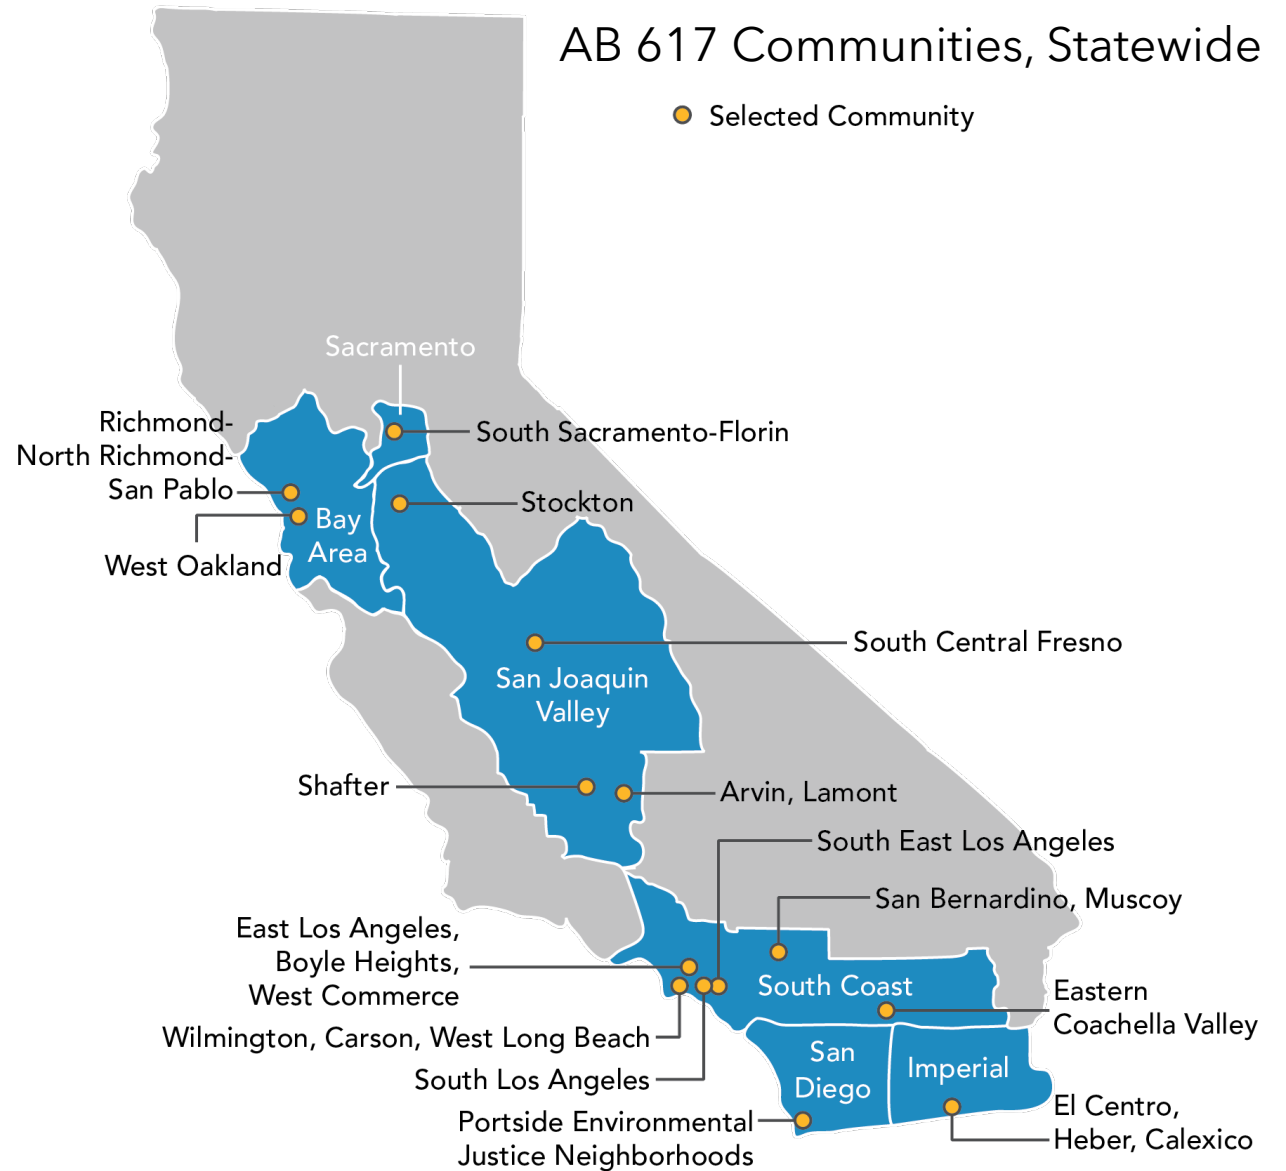 AB 617 Communities, Statewide
Selected Community
Sacramento
Richmond-
North Richmond-
San Pablo
South Sacramento-Florin
Stockton
West Oakland
Bay
Area
South Central Fresno
San Joaquin
Valley
Shafter
Arvin, Lamont
South East Los Angeles
San Bernardino, Muscoy
East Los Angeles,
Boyle Heights,
West Commerce
South Coast
Eastern
Coachella Valley
Wilmington, Carson, West Long Beach
South Los Angeles
San
Diego
Imperial
Portside Environmental
Justice Neighborhoods
El Centro,
Heber, Calexico